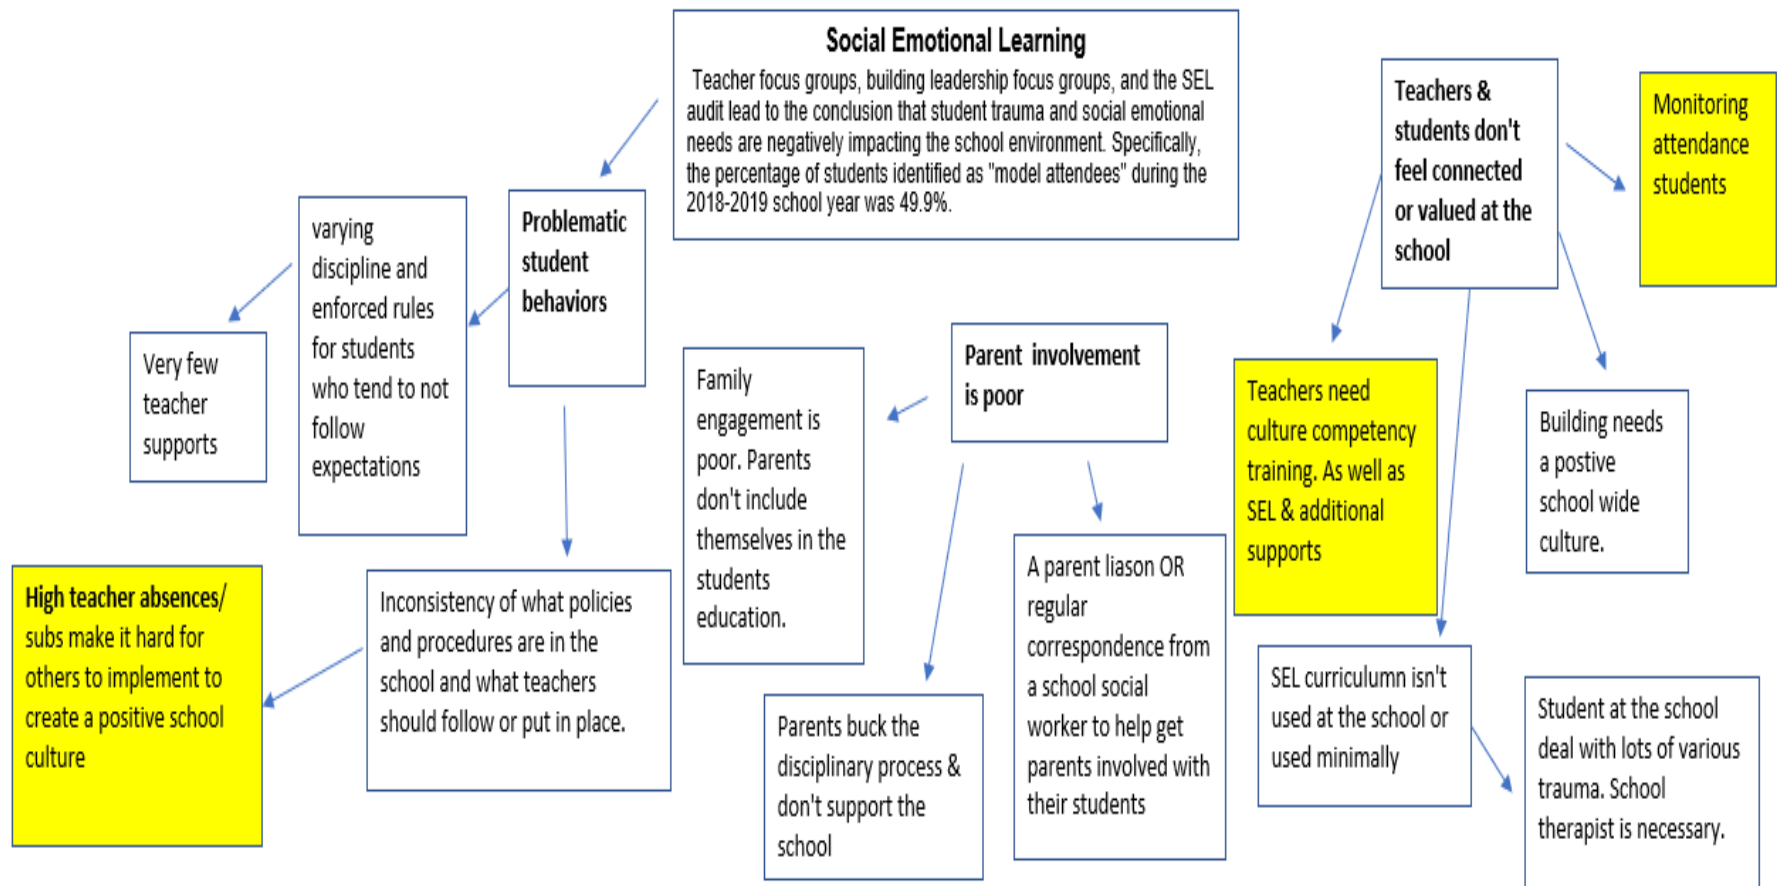 Social Emotional Learning
Teacher focus groups, building leadership focus groups, and the SEL
audit lead to the conclusion that student trauma and social emotional
needs are negatively impacting the school environment. Specifically,
the percentage of students identified as "model attendees" during the
2018-2019 school year was 49.9%.
Problematic
student
behaviors
varying
discipline and
enforced rules
for students
who tend to not
follow
expectations
Very few
teacher
supports
Inconsistency of what policies
and procedures are in the
school and what teachers
should follow or put in place.
High teacher absences/
subs make it hard for
others to implement to
create a positive school
culture
Parent involvement
is poor
Family
engagement is
poor. Parents
don't include
themselves in the
students
education.
Parents buck the
disciplinary process &
don't support the
school
A parent liason OR
regular
correspondence from
a school social
worker to help get
parents involved with
their students
Teachers &
students don't
feel connected
or valued at the
school
Monitoring
attendance
students
Teachers need
culture competency
training. As well as
SEL & additional
supports
Building needs
a postive
school wide
culture.
SEL curriculumn isn't
used at the school or
used minimally
Student at the school
deal with lots of various
trauma. School
therapist is necessary.